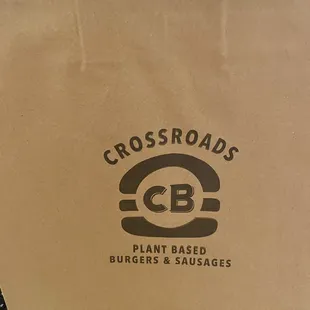 CROSSROADS
CB
PLANT BASED
BURGERS & SAUSAGES